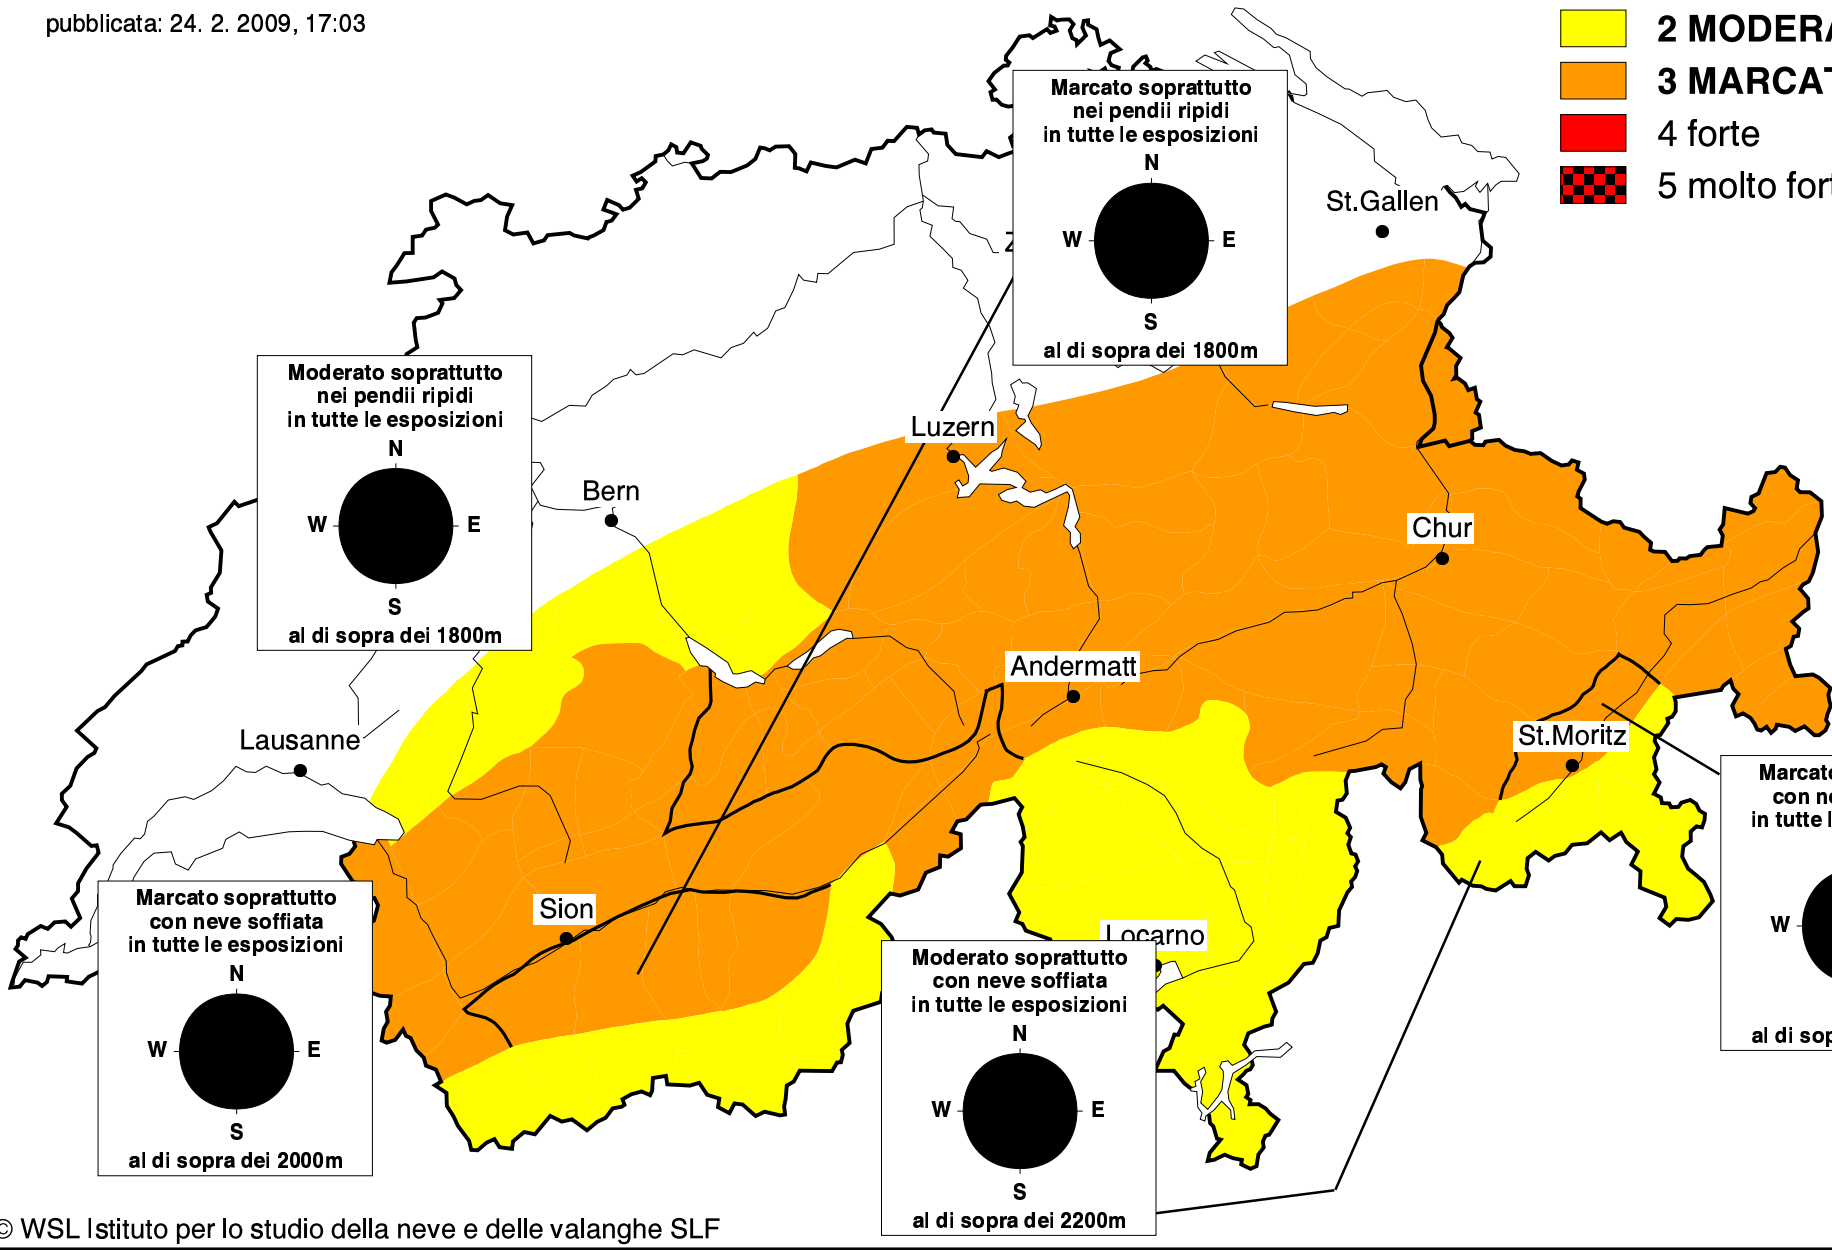 pubblicata: 24. 2. 2009, 17:03
2 MODERA
3 MARCAT
4 forte
5 molto fort
Marcato soprattutto
nei pendii ripidi
in tutte le esposizioni
N
W E
S
al di sopra dei 1800m
St.Gallen
Z
Moderato soprattutto
nei pendii ripidi
in tutte le esposizioni
N
W E
S
al di sopra dei 1800m
Luzern
Bern
Chur
Andermatt
St.Moritz
Lausanne
Marcato
con ne
in tutte l
W
al di sop
Marcato soprattutto
con neve soffiata
in tutte le esposizioni
N
W E
S
al di sopra dei 2000m
Sion
Locarno
Moderato soprattutto
con neve soffiata
in tutte le esposizioni
N
W E
S
al di sopra dei 2200m
© WSL Istituto per lo studio della neve e delle valanghe SLF